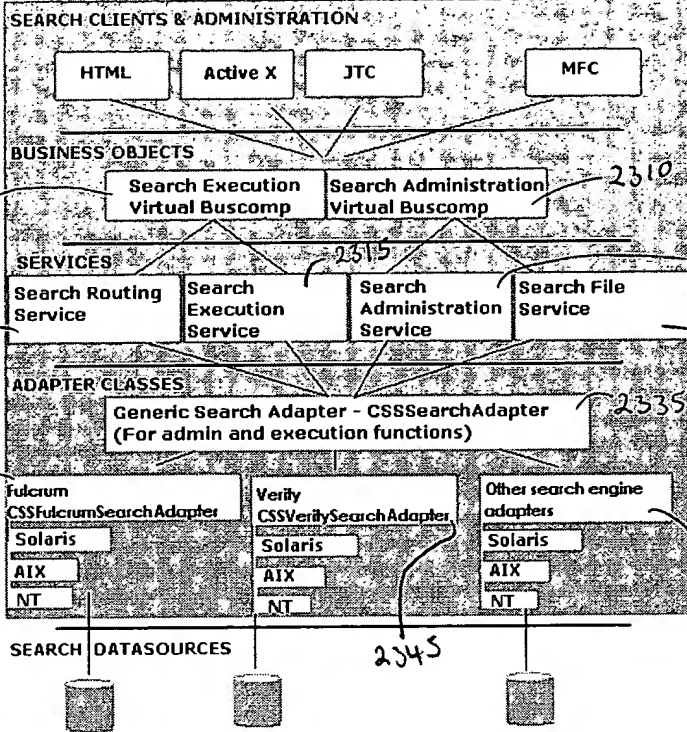 SEARCH CLIENTS & ADMINISTRATION
HTML
Active X
JTC
MFC
BUSINESS OBJECTS
Search Execution
Virtual Buscomp
Search Administration
Virtual Buscomp
2310
SERVICES
2315
Search Routing
Service
Search
Execution
Service
Search
Administration
Service
Search File
Service
ADAPTER CLASSES
Generic Search Adapter - CSSSearchAdapter
(For admin and execution functions)
2335
Fulcrum
CSSFulcrumSearchAdapter
Solaris
AIX
NT
Verity
CSSVeritySearchAdapter
Solaris
AIX
NT
Other search engine
adapters
Solaris
AIX
NT
2345
SEARCH DATASOURCES